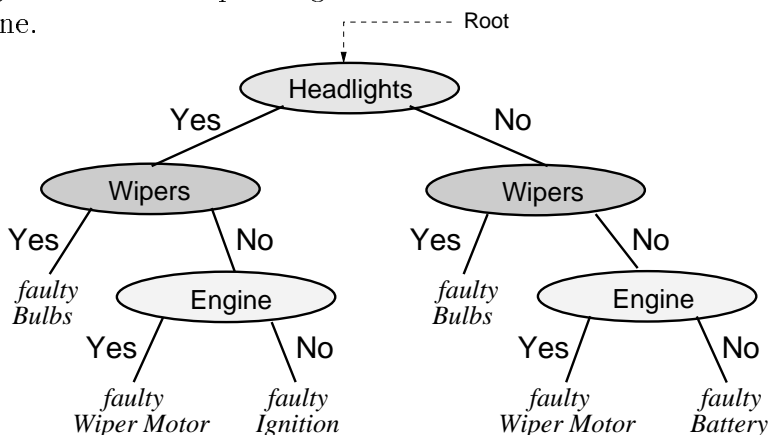 ne.
Root
Headlights
Yes
No
Wipers
Wipers
Yes
No
Yes
No
faulty
Bulbs
Engine
faulty
Bulbs
Engine
Yes
No
Yes
No
faulty
Wiper Motor
faulty
Ignition
faulty
Wiper Motor
faulty
Battery